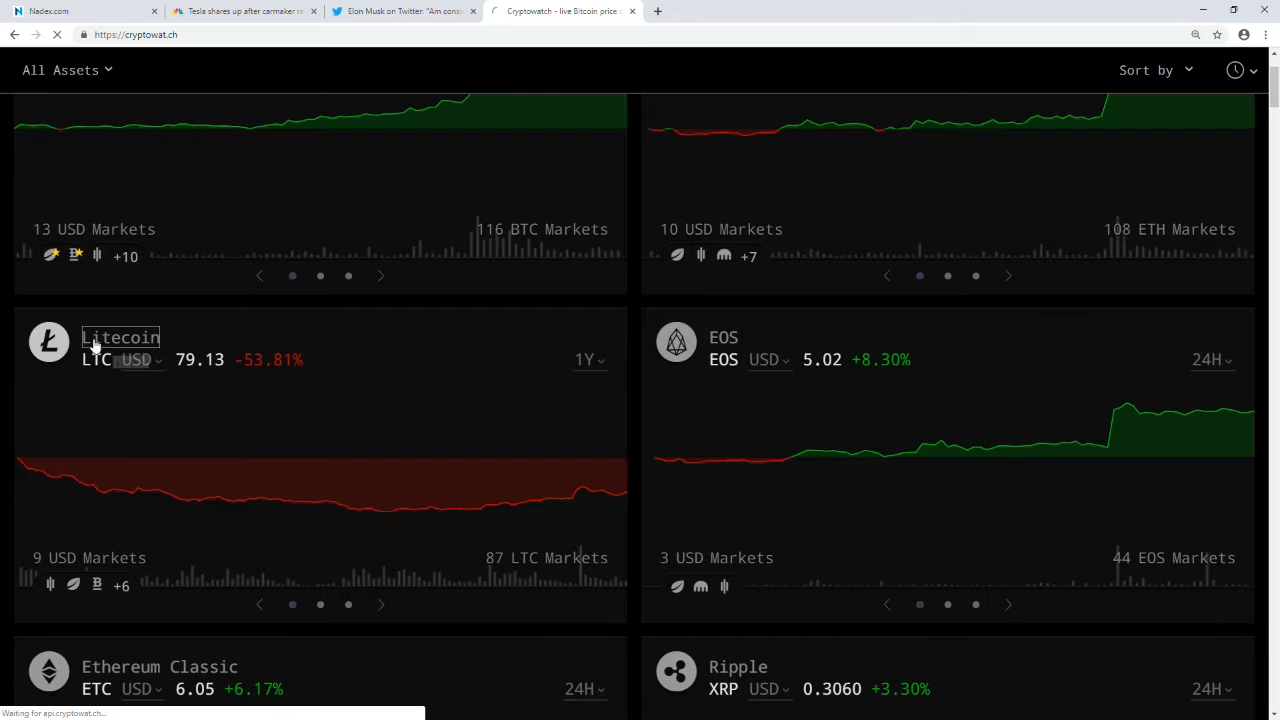 Nadex.com
Tesla shares up after carmaker ra
Elon Musk on Twitter: "Am consi
Cryptowatch - live Bitcoin price
https://cryptowat.ch
All Assets
Sort by
13 USD Markets
116 BTC Markets
+10
10 USD Markets
108 ETH Markets
+7
Litecoin
LTC USD 79.13 -53.81%
1Y
9 USD Markets
87 LTC Markets
+6
EOS
EOS USD 5.02 +8.30%
24H
3 USD Markets
44 EOS Markets
Ethereum Classic
ETC USD 6.05 +6.17%
24H
Ripple
XRP USD 0.3060 +3.30%
24H
Waiting for api.cryptowat.ch...